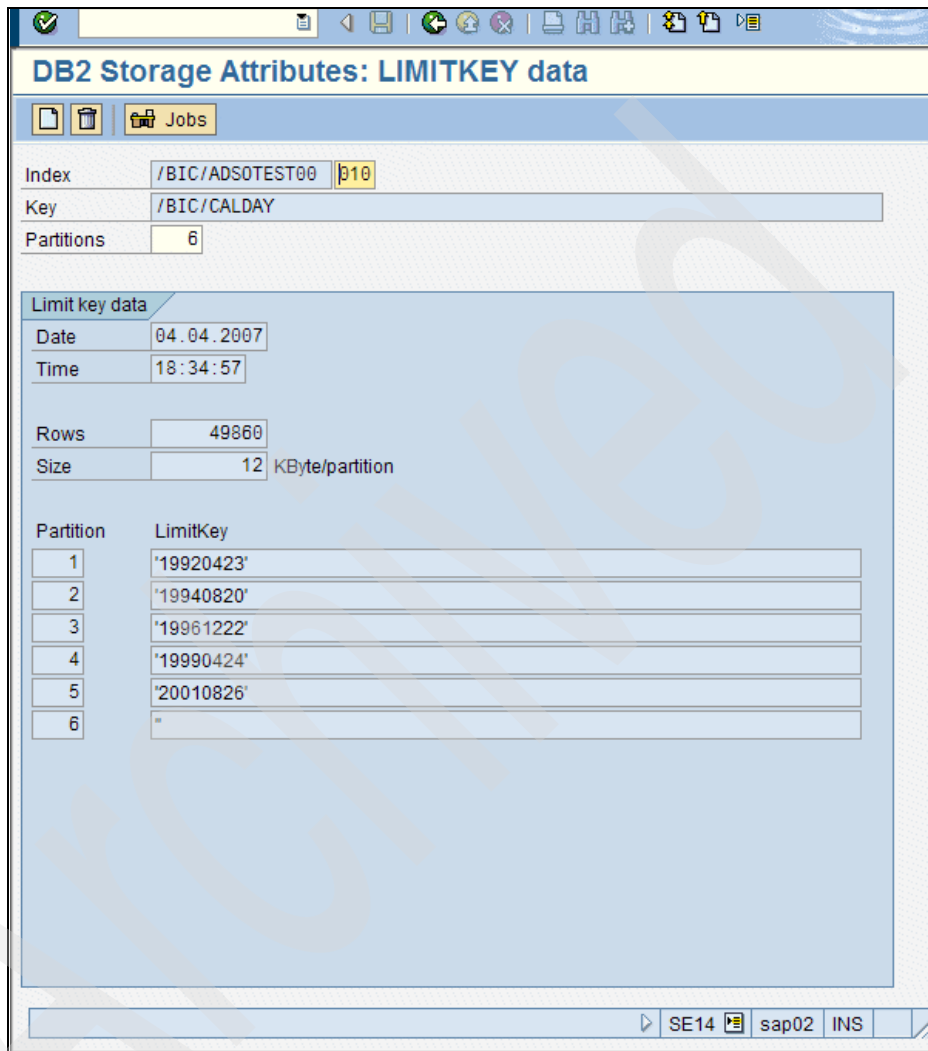 DB2 Storage Attributes: LIMITKEY data
Jobs
Index /BIC/ADSOTEST00 010
Key /BIC/CALDAY
Partitions 6
Limit key data
Date 04.04.2007
Time 18:34:57
Rows 49860
Size 12 KByte/partition
Partition LimitKey
1 '19920423'
2 '19940820'
3 '19961222'
4 '19990424'
5 '20010826'
6 ''
SE14 sap02 INS
Archived